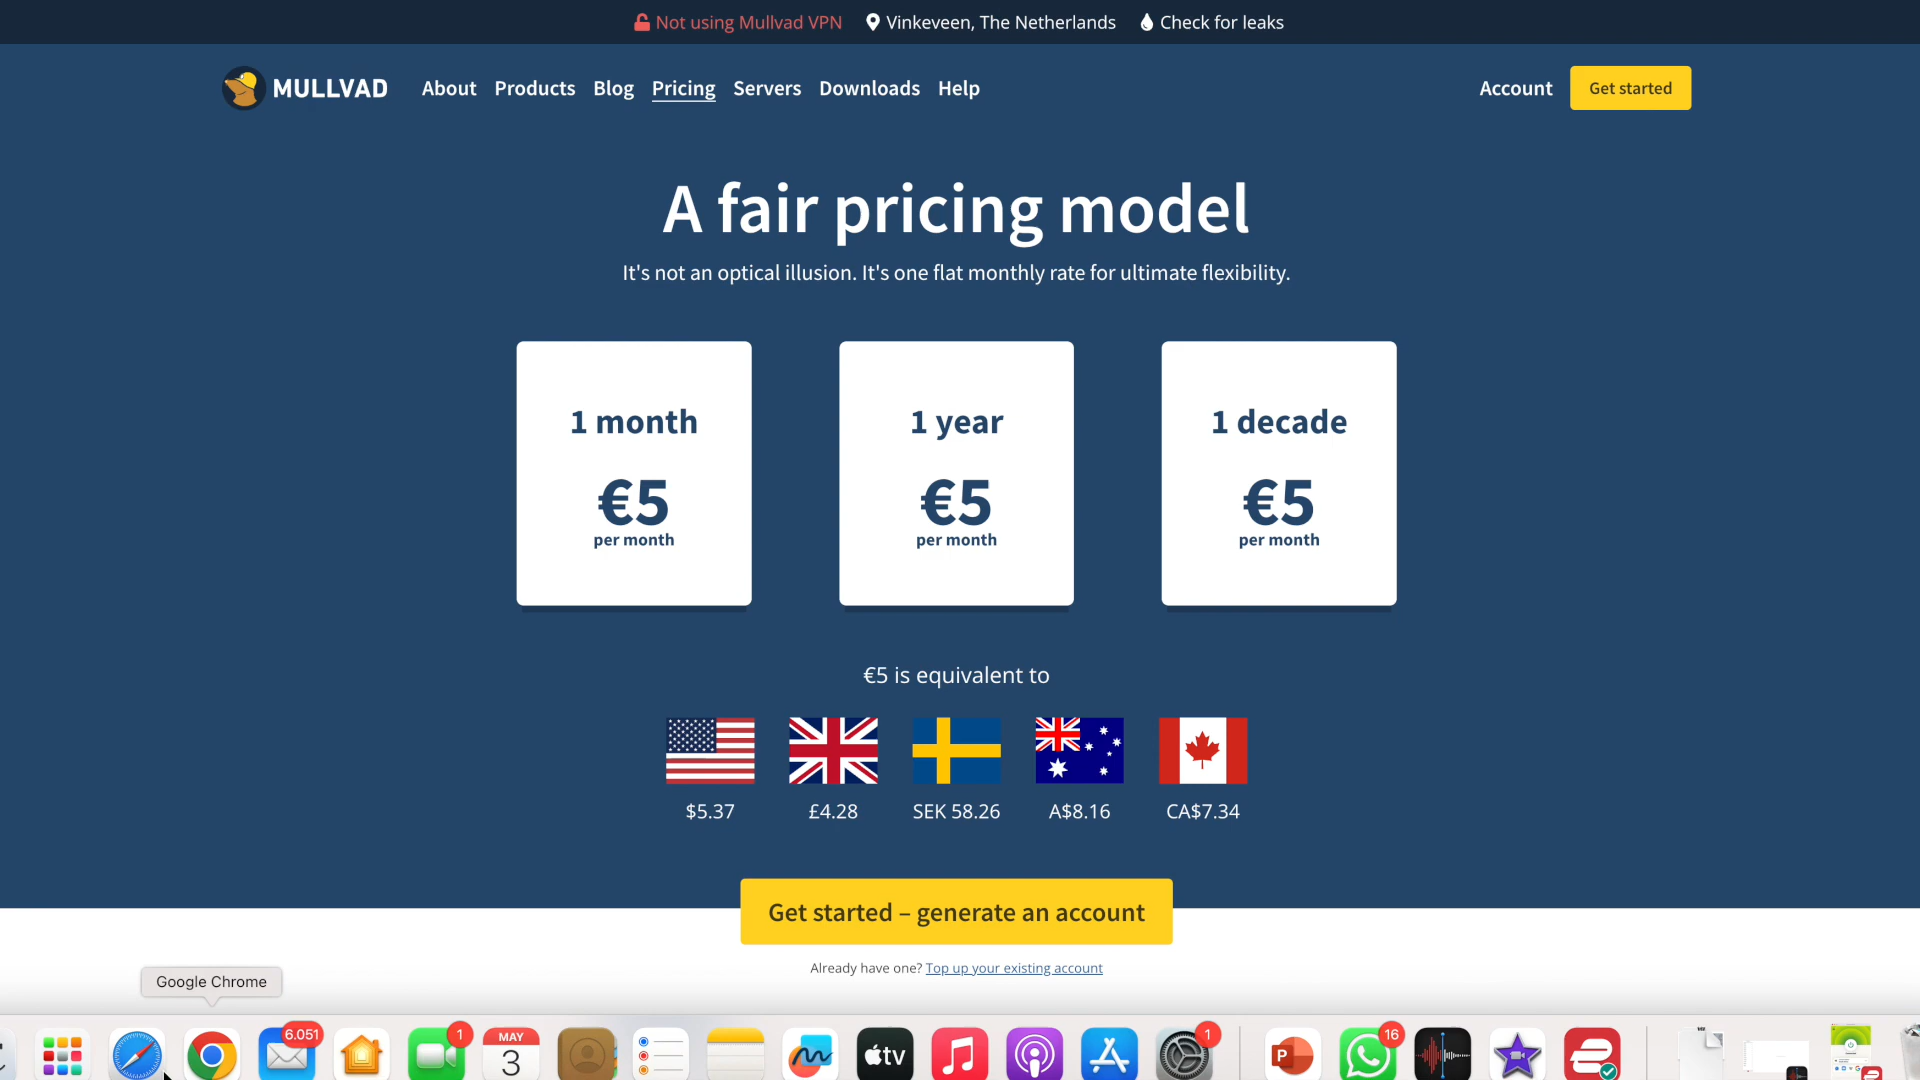 Not using Mullvad VPN Vinkeveen, The Netherlands Check for leaks
MULLVAD About Products Blog Pricing Servers Downloads Help Account Get started
A fair pricing model
It's not an optical illusion. It's one flat monthly rate for ultimate flexibility.
1 month
€5
per month
1 year
€5
per month
1 decade
€5
per month
€5 is equivalent to
$5.37 £4.28 SEK 58.26 A$8.16 CA$7.34
Get started – generate an account
Already have one? Top up your existing account
Google Chrome
6.051
1
MAY
3
tv
1
P
16